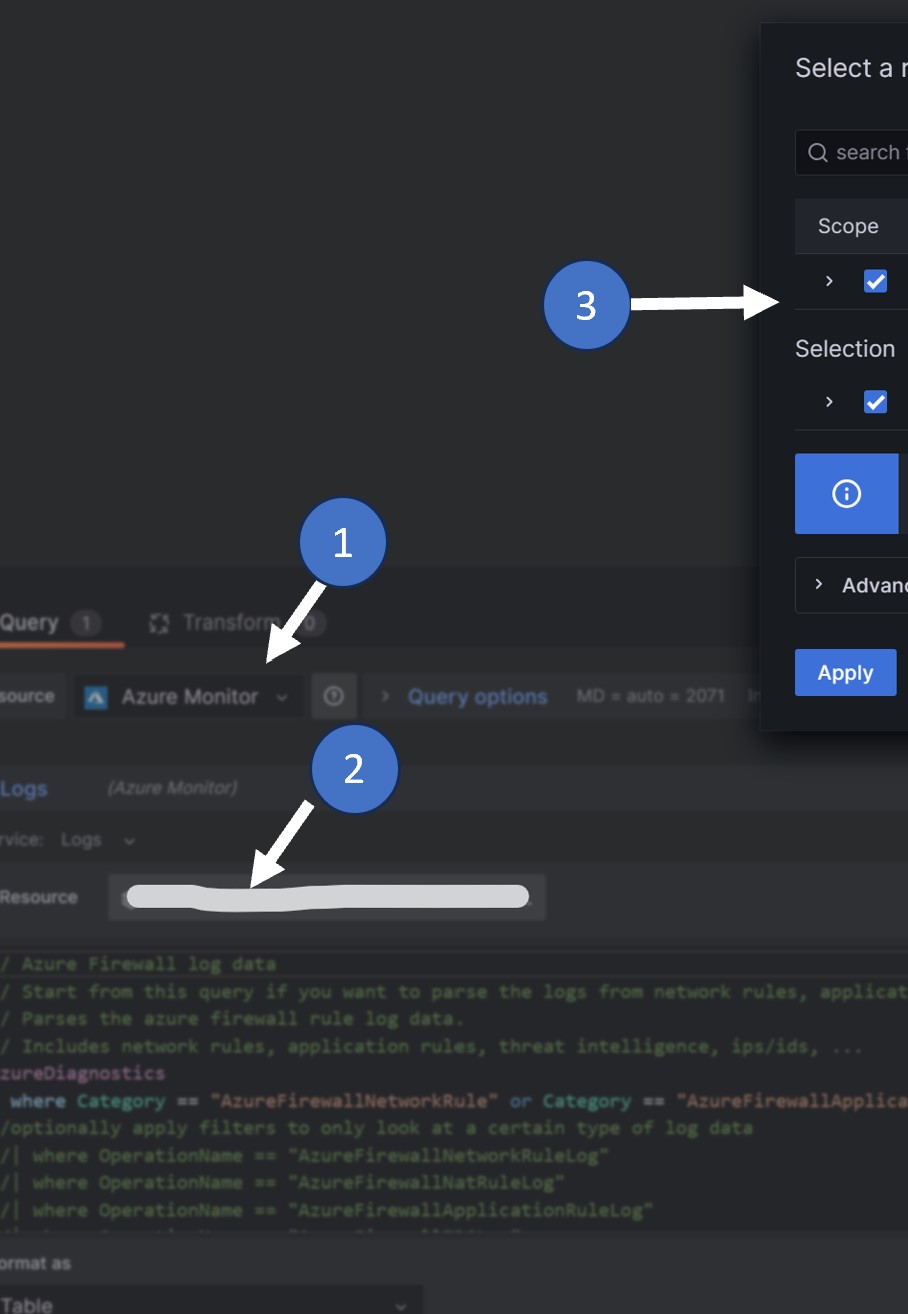 Select a r
search f
Scope
3
Selection
1
Query 1 Transform 0
Advanc
source Azure Monitor Query options MD = auto = 2071 In
Apply
2
Logs (Azure Monitor)
rvice: Logs
Resource
/ Azure Firewall log data
/ Start from this query if you want to parse the logs from network rules, applicat
/ Parses the azure firewall rule log data.
/ Includes network rules, application rules, threat intelligence, ips/ids, ...
zureDiagnostics
where Category == "AzureFirewallNetworkRule" or Category == "AzureFirewallApplica
/optionally apply filters to only look at a certain type of log data
/| where OperationName == "AzureFirewallNetworkRuleLog"
/| where OperationName == "AzureFirewallNatRuleLog"
/| where OperationName == "AzureFirewallApplicationRuleLog"
ormat as
Table